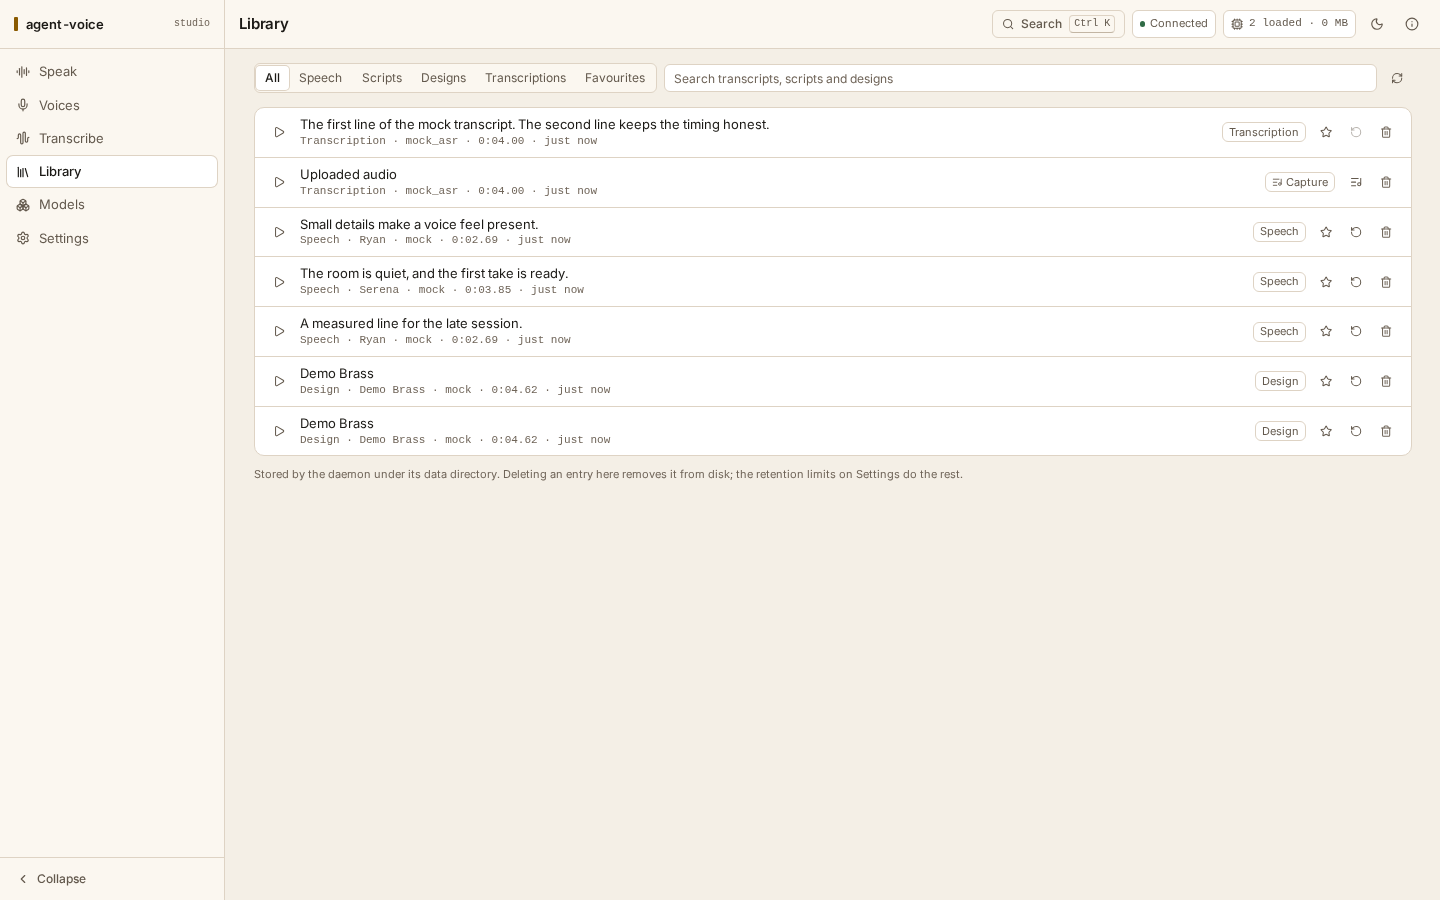 agent-voice
studio
Library
Search Ctrl K
Connected
2 loaded · 0 MB
Speak
Voices
Transcribe
Library
Models
Settings
Collapse
All Speech Scripts Designs Transcriptions Favourites
Search transcripts, scripts and designs
The first line of the mock transcript. The second line keeps the timing honest.
Transcription · mock_asr · 0:04.00 · just now
Transcription
Uploaded audio
Transcription · mock_asr · 0:04.00 · just now
Capture
Small details make a voice feel present.
Speech · Ryan · mock · 0:02.69 · just now
Speech
The room is quiet, and the first take is ready.
Speech · Serena · mock · 0:03.85 · just now
Speech
A measured line for the late session.
Speech · Ryan · mock · 0:02.69 · just now
Speech
Demo Brass
Design · Demo Brass · mock · 0:04.62 · just now
Design
Demo Brass
Design · Demo Brass · mock · 0:04.62 · just now
Design
Stored by the daemon under its data directory. Deleting an entry here removes it from disk; the retention limits on Settings do the rest.